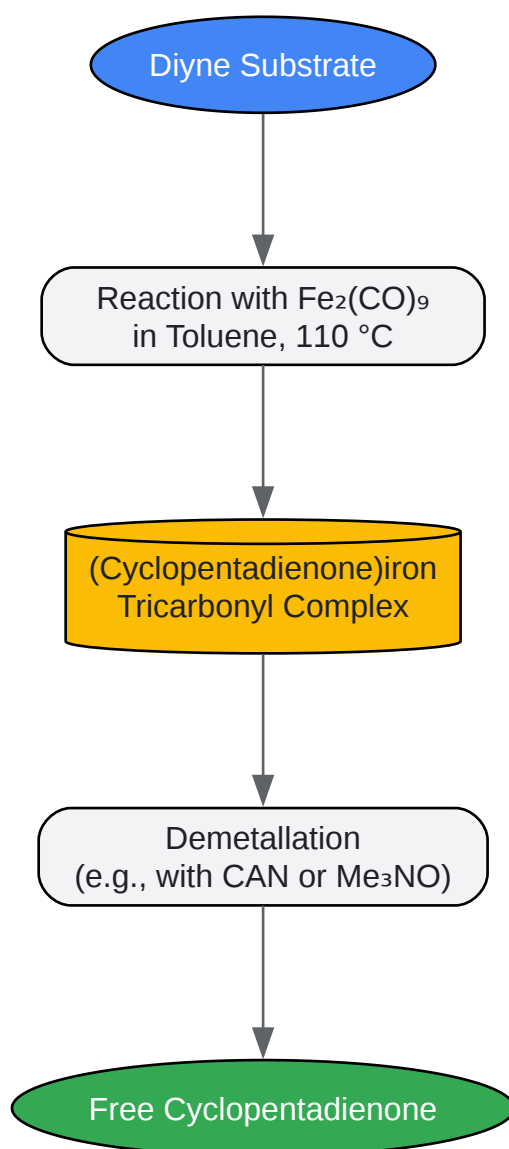 Diyne Substrate
Reaction with Fe₂(CO)₉
in Toluene, 110 °C
(Cyclopentadienone)iron
Tricarbonyl Complex
Demetallation
(e.g., with CAN or Me₃NO)
Free Cyclopentadienone